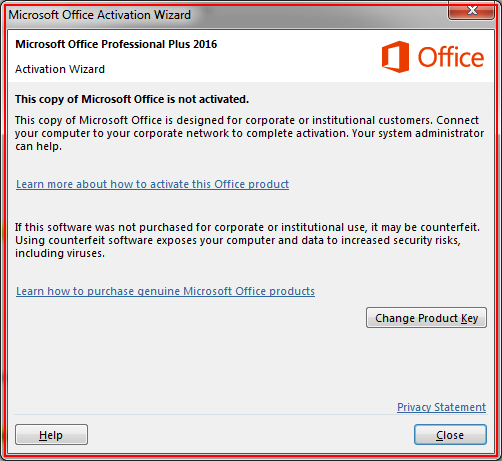 Microsoft Office Activation Wizard
Microsoft Office Professional Plus 2016
Activation Wizard
Office
This copy of Microsoft Office is not activated.
This copy of Microsoft Office is designed for corporate or institutional customers. Connect
your computer to your corporate network to complete activation. Your system administrator
can help.
Learn more about how to activate this Office product
If this software was not purchased for corporate or institutional use, it may be counterfeit.
Using counterfeit software exposes your computer and data to increased security risks,
including viruses.
Learn how to purchase genuine Microsoft Office products
Change Product Key
Privacy Statement
Help
Close